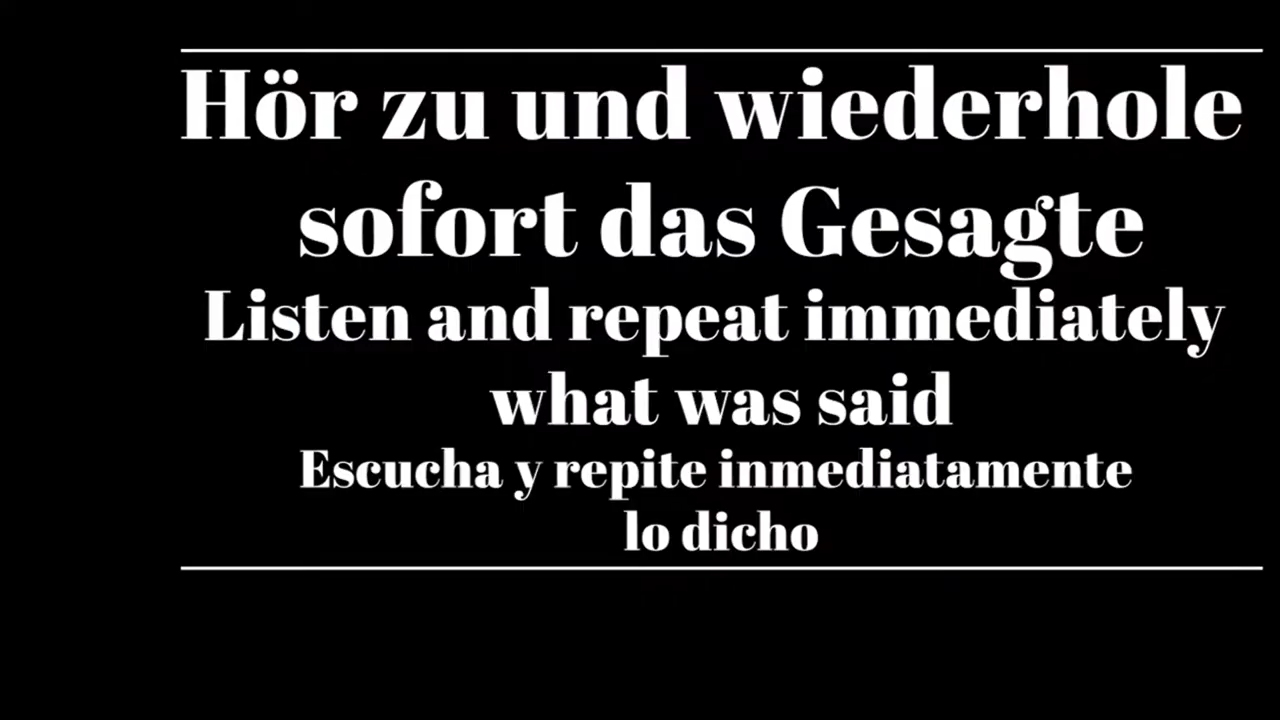 Hör zu und wiederhole
sofort das Gesagte
Listen and repeat immediately
what was said
Escucha y repite inmediatamente
lo dicho